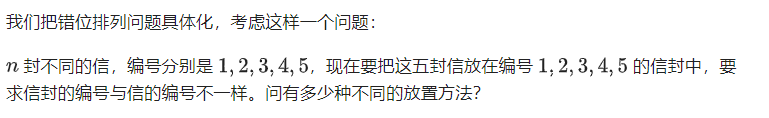 我们把错位排列问题具体化，考虑这样一个问题：
n 封不同的信，编号分别是 1,2,3,4,5，现在要把这五封信放在编号 1,2,3,4,5 的信封中，要
求信封的编号与信的编号不一样。问有多少种不同的放置方法？